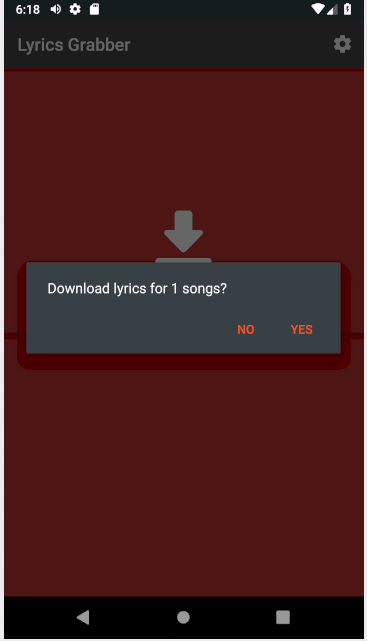 6:18
Lyrics Grabber
Download lyrics for 1 songs?
NO YES